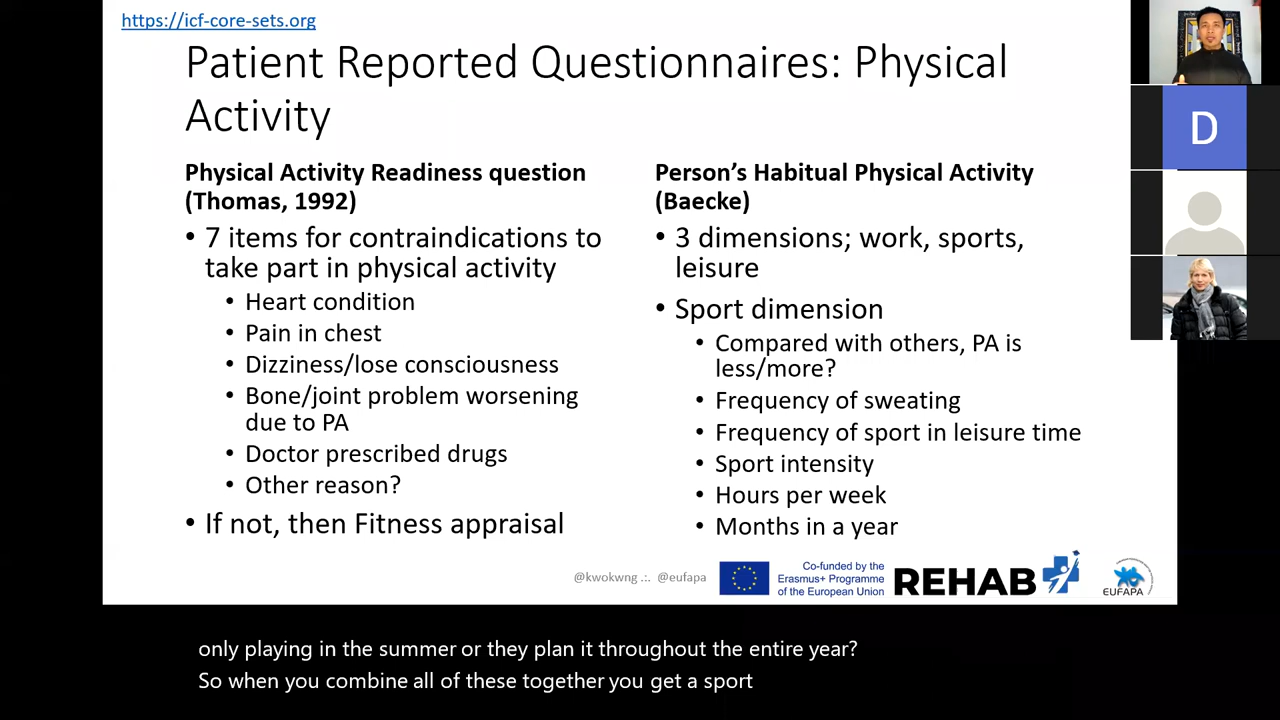 https://icf-core-sets.org
Patient Reported Questionnaires: Physical
Activity
Physical Activity Readiness question
(Thomas, 1992)
• 7 items for contraindications to
take part in physical activity
• Heart condition
• Pain in chest
• Dizziness/lose consciousness
• Bone/joint problem worsening
due to PA
• Doctor prescribed drugs
• Other reason?
• If not, then Fitness appraisal
Person’s Habitual Physical Activity
(Baecke)
• 3 dimensions; work, sports,
leisure
• Sport dimension
• Compared with others, PA is
less/more?
• Frequency of sweating
• Frequency of sport in leisure time
• Sport intensity
• Hours per week
• Months in a year
@kwokwng .:. @eufapa
Co-funded by the
Erasmus+ Programme
of the European Union
REHAB
EUFAPA
D
only playing in the summer or they plan it throughout the entire year?
So when you combine all of these together you get a sport